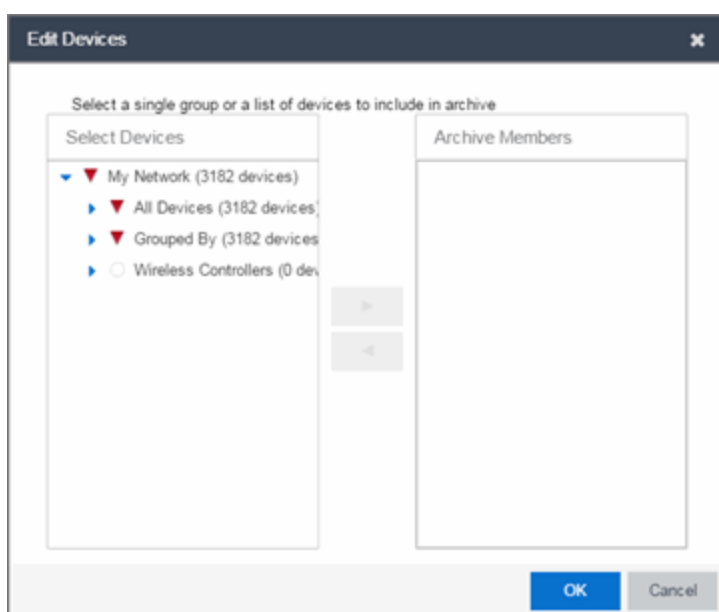 Edit Devices
Select a single group or a list of devices to include in archive
Select Devices
Archive Members
My Network (3182 devices)
All Devices (3182 devices)
Grouped By (3182 devices
Wireless Controllers (0 dev
OK
Cancel